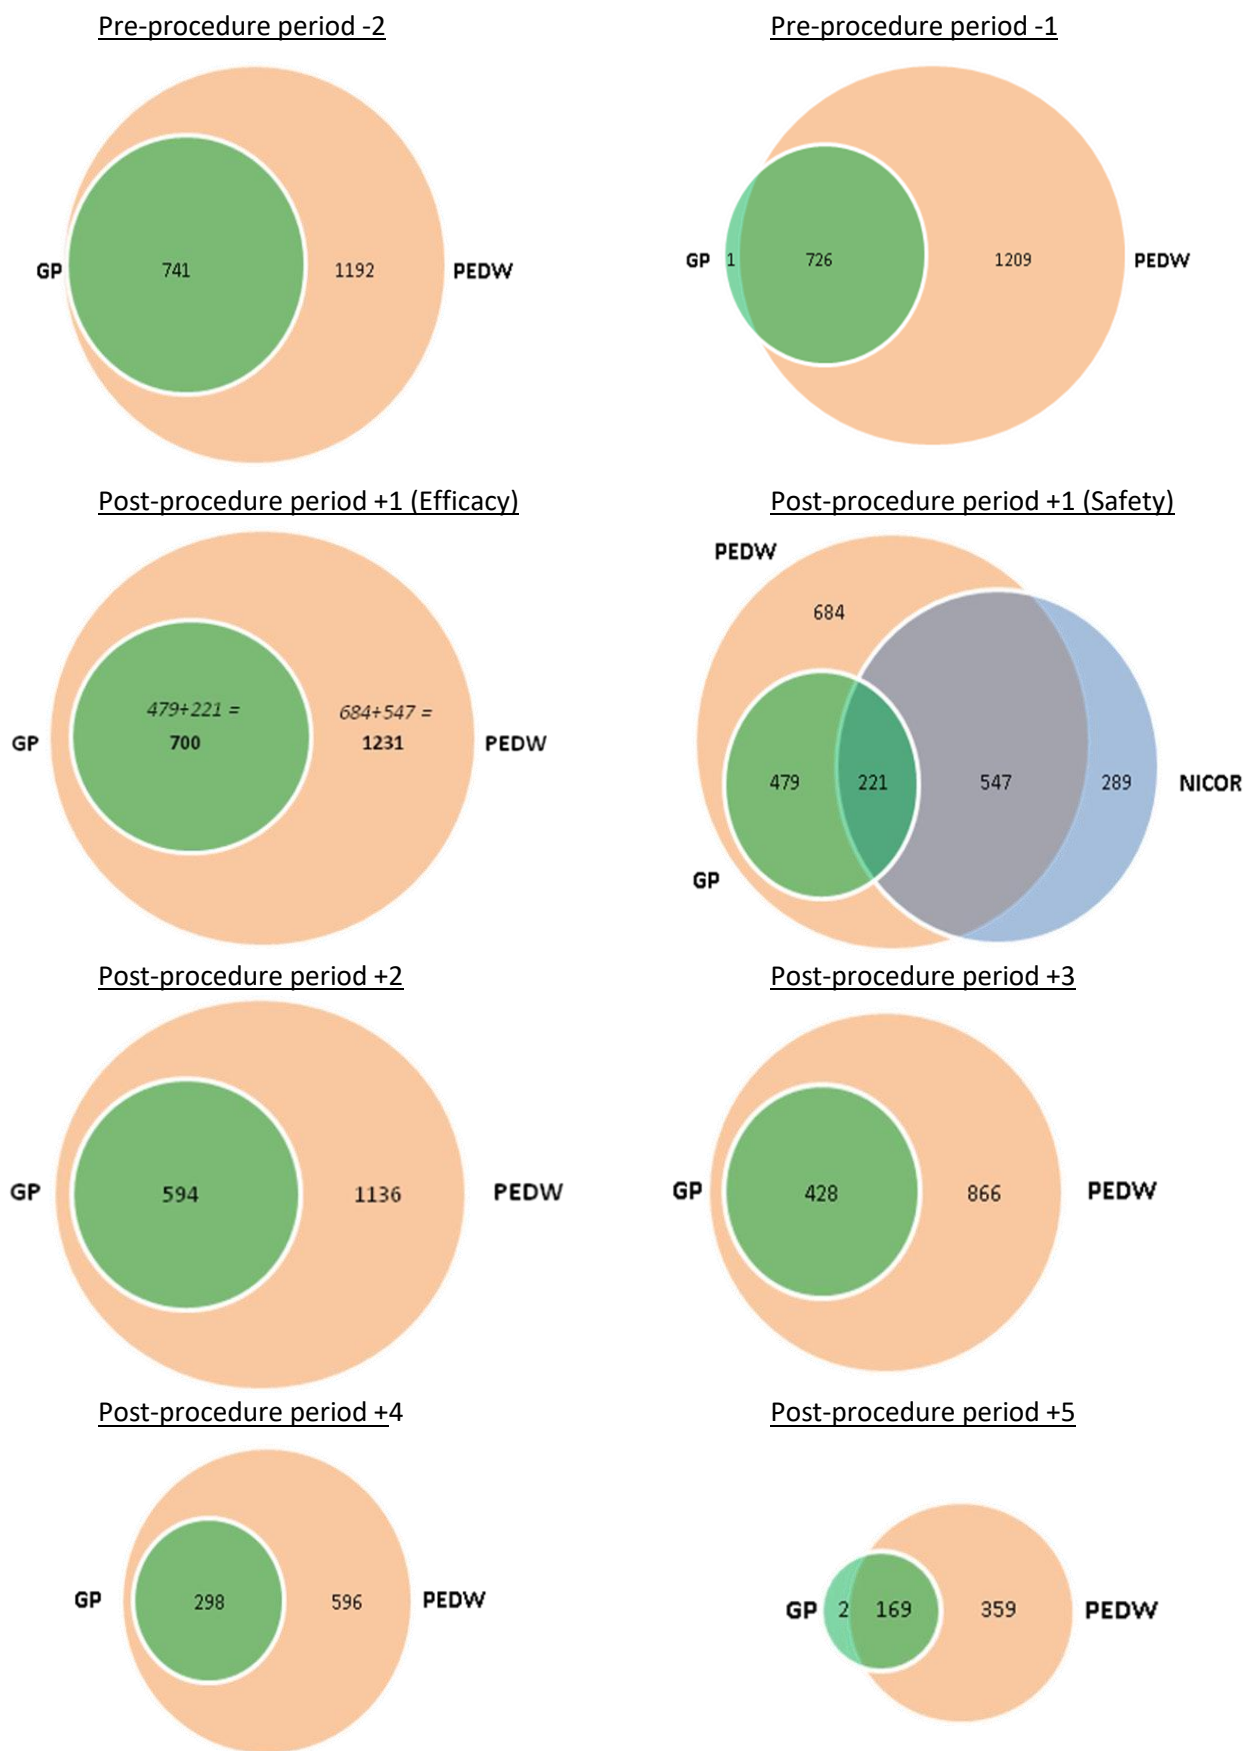 Pre-procedure period -2
Pre-procedure period -1
GP 741 1192 PEDW
GP 1 726 1209 PEDW
Post-procedure period +1 (Efficacy)
Post-procedure period +1 (Safety)
479+221 =
700
684+547 =
1231
GP
PEDW
PEDW
684
479 221 547 289 NICOR
GP
Post-procedure period +2
Post-procedure period +3
GP 594 1136 PEDW
GP 428 866 PEDW
Post-procedure period +4
Post-procedure period +5
GP 298 596 PEDW
GP 2 169 359 PEDW